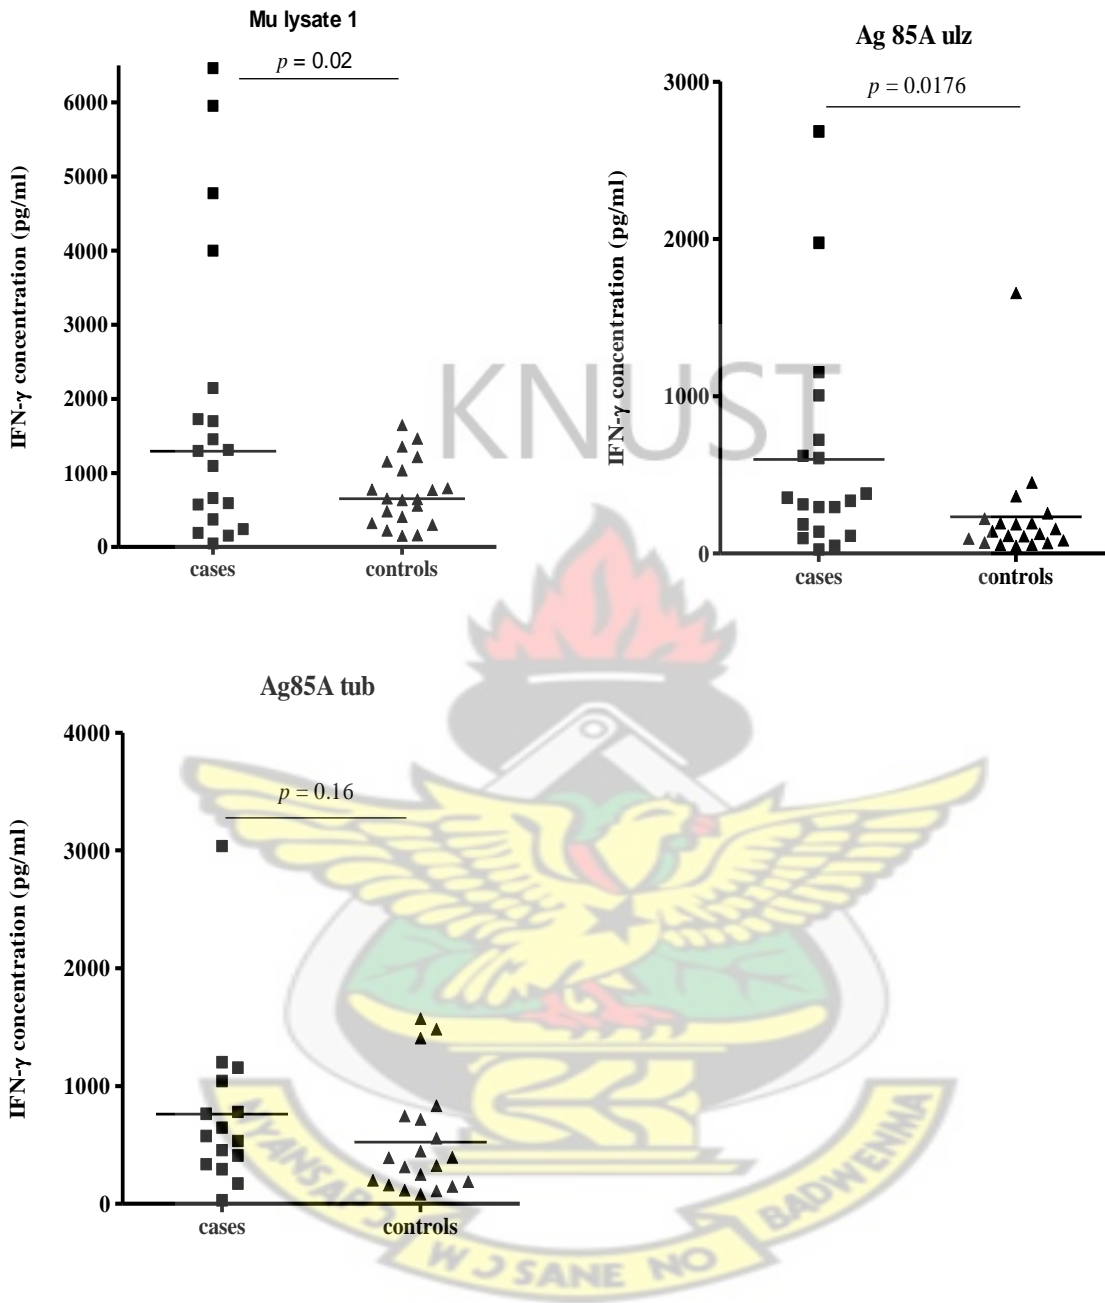 Mu lysate 1
p = 0.02
IFN-γ concentration (pg/ml)
6000
5000
4000
3000
2000
1000
0
cases
controls
Ag 85A ulz
p = 0.0176
IFN-γ concentration (pg/ml)
3000
2000
1000
0
cases
controls
KNUST
Ag85A tub
p = 0.16
IFN-γ concentration (pg/ml)
4000
3000
2000
1000
0
cases
controls
NYANSAPƆ
WƆSANE NO
BADWENMA